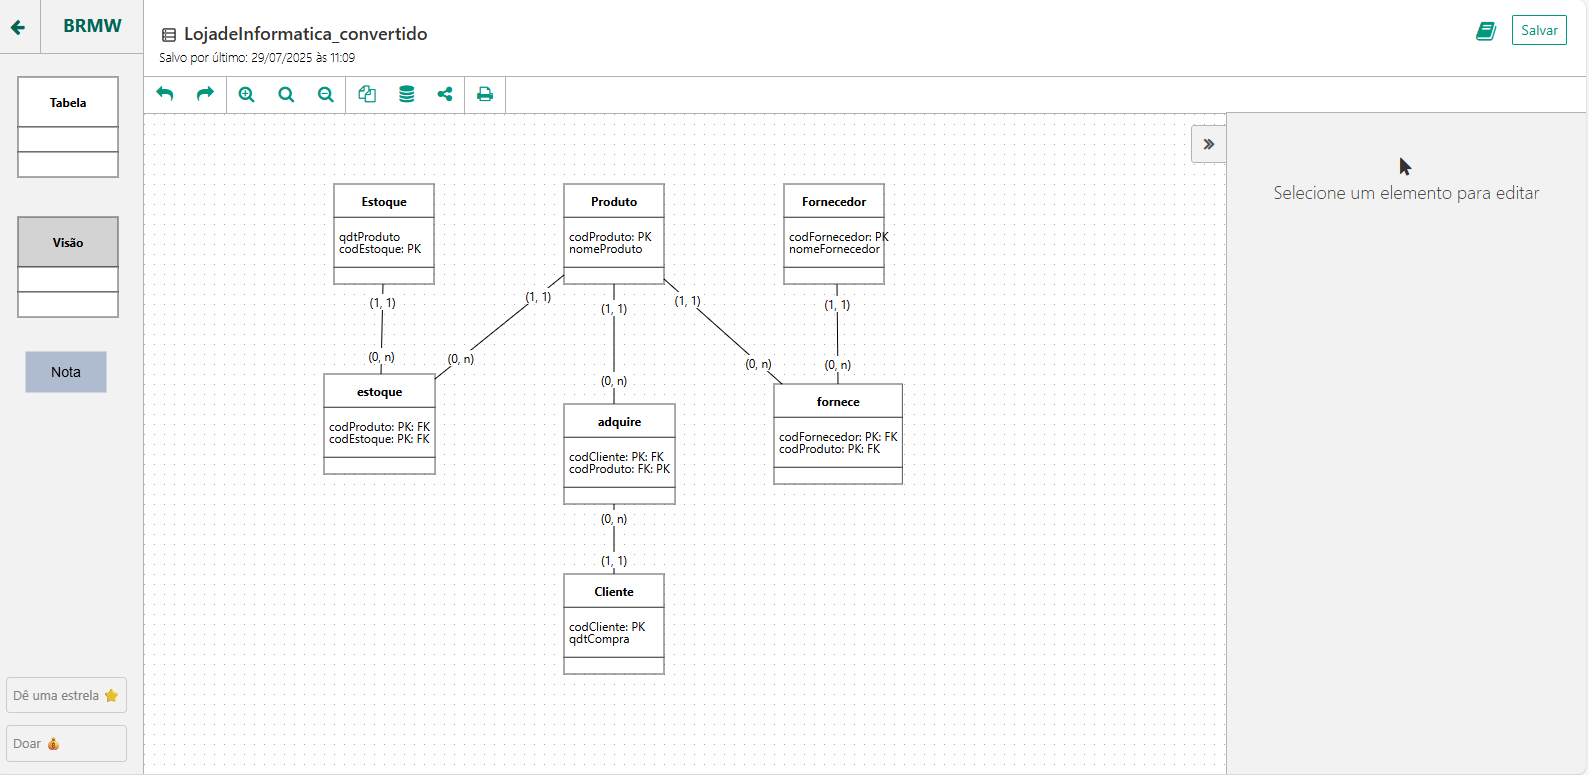 BRMW
LojadeInformatica_convertido
Salvo por último: 29/07/2025 às 11:09
Salvar
Tabela
Visão
Nota
Dê uma estrela
Doar
Selecione um elemento para editar
Estoque
qdtProduto
codEstoque: PK
Produto
codProduto: PK
nomeProduto
Fornecedor
codFornecedor: PK
nomeFornecedor
(1, 1)
(1, 1)
(1, 1)
(1, 1)
(1, 1)
(0, n)
(0, n)
(0, n)
(0, n)
(0, n)
estoque
codProduto: PK: FK
codEstoque: PK: FK
adquire
codCliente: PK: FK
codProduto: FK: PK
fornece
codFornecedor: PK: FK
codProduto: PK: FK
(0, n)
(1, 1)
Cliente
codCliente: PK
qdtCompra